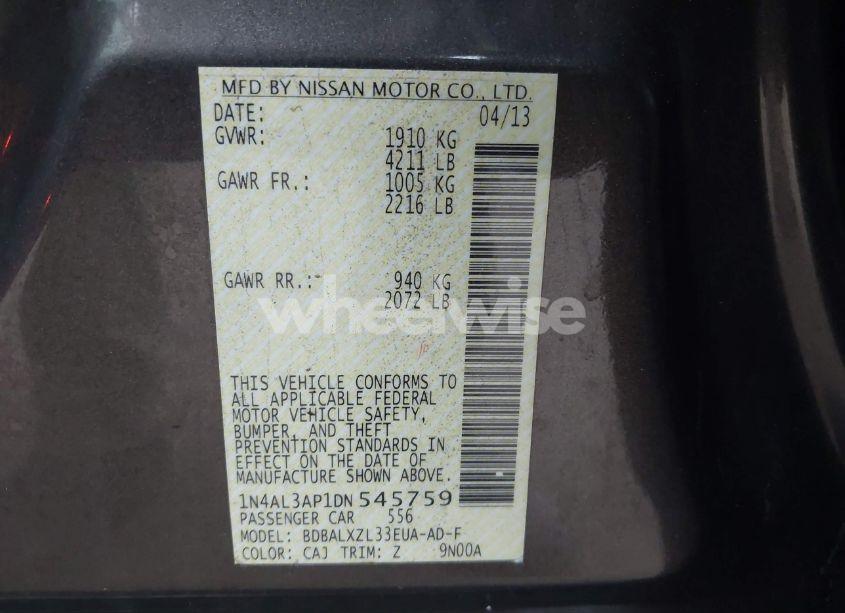 MFD BY NISSAN MOTOR CO., LTD.
DATE: 04/13
GVWR: 1910 KG
4211 LB
GAWR FR.: 1005 KG
2216 LB
GAWR RR.: 940 KG
2072 LB
wheelwise
THIS VEHICLE CONFORMS TO
ALL APPLICABLE FEDERAL
MOTOR VEHICLE SAFETY,
BUMPER, AND THEFT
PREVENTION STANDARDS IN
EFFECT ON THE DATE OF
MANUFACTURE SHOWN ABOVE.
1N4AL3AP1DN 545759
PASSENGER CAR 556
MODEL: BDBALXZL33EUA-AD-F
COLOR: CAJ TRIM: Z 9N00A